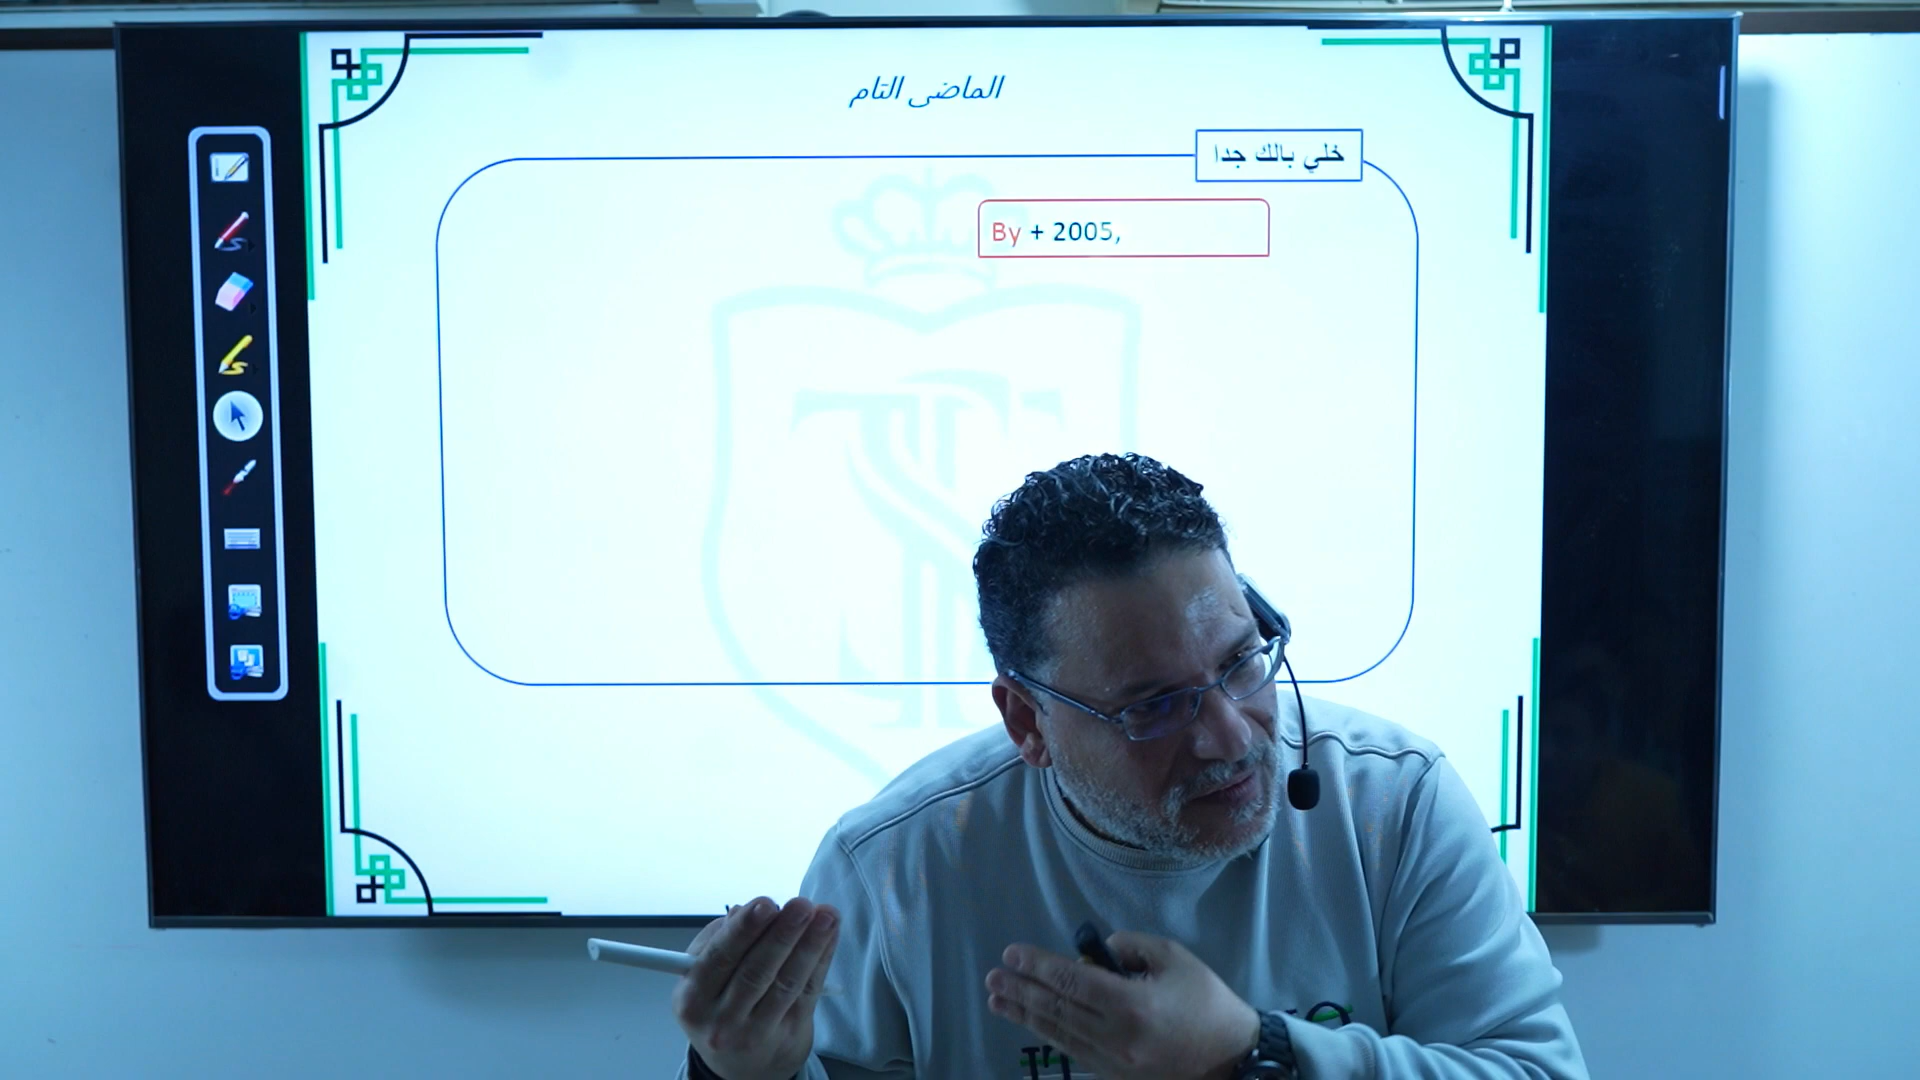 الماضى التام
خلي بالك جدا
By + 2005,